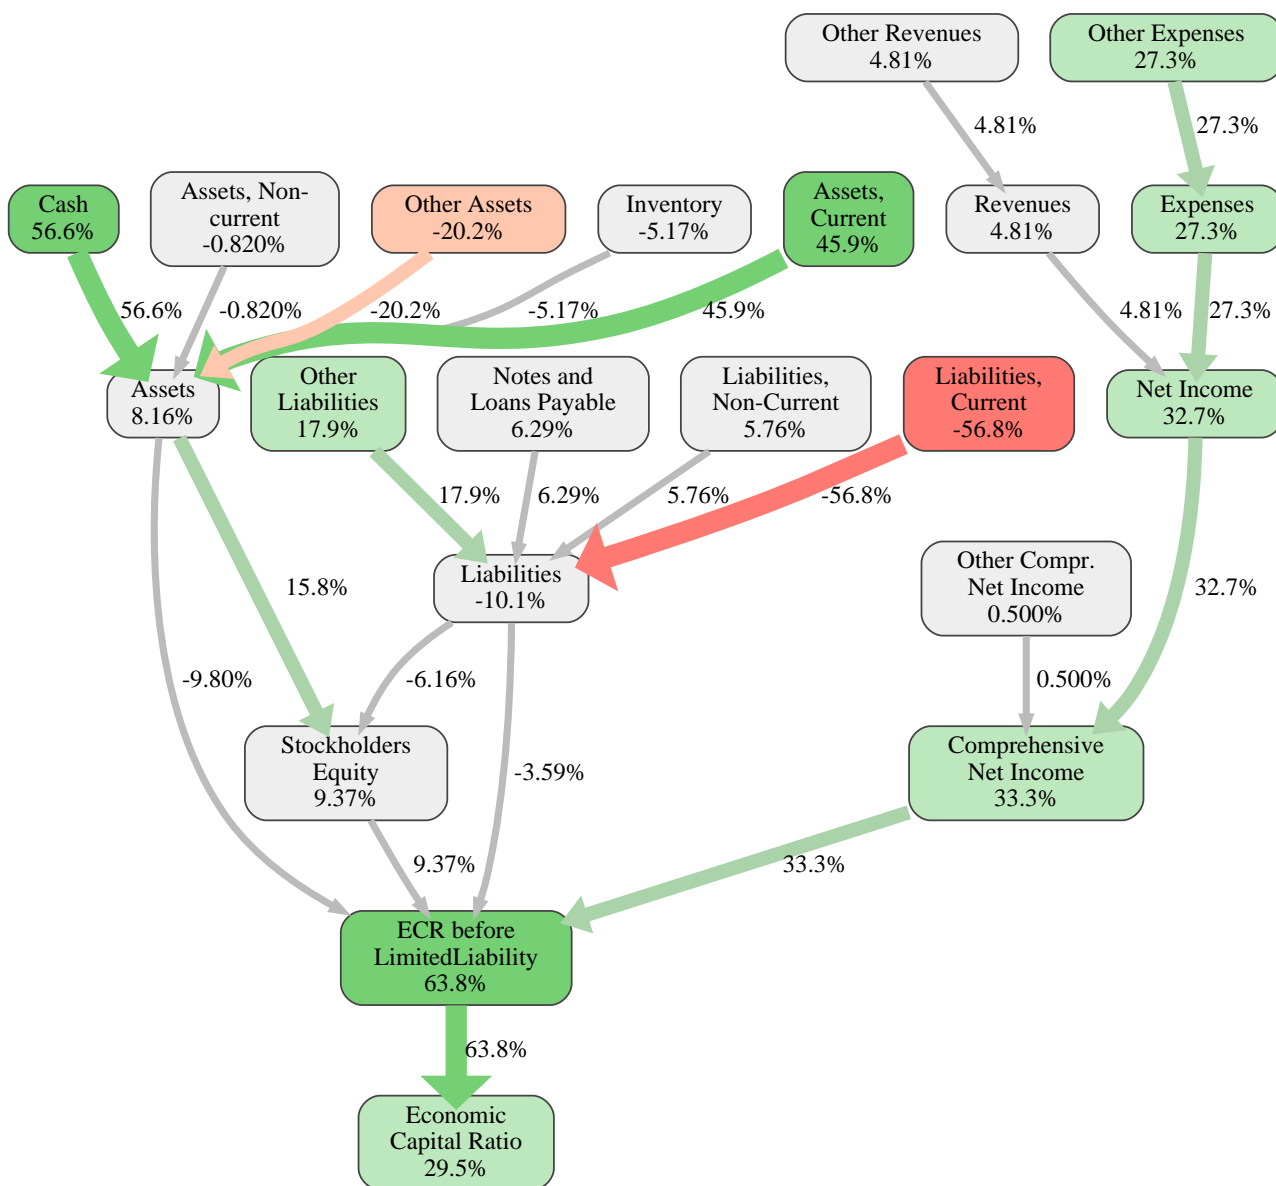 Other Revenues
4.81%
Other Expenses
27.3%
4.81%
27.3%
Cash
56.6%
Assets, Non-
current
-0.820%
Other Assets
-20.2%
Inventory
-5.17%
Assets,
Current
45.9%
Revenues
4.81%
Expenses
27.3%
56.6%
-0.820%
-20.2%
-5.17%
45.9%
4.81%
27.3%
Assets
8.16%
Other
Liabilities
17.9%
Notes and
Loans Payable
6.29%
Liabilities,
Non-Current
5.76%
Liabilities,
Current
-56.8%
Net Income
32.7%
17.9%
6.29%
5.76%
-56.8%
15.8%
Liabilities
-10.1%
Other Compr.
Net Income
0.500%
32.7%
-9.80%
-6.16%
0.500%
Stockholders
Equity
9.37%
-3.59%
Comprehensive
Net Income
33.3%
9.37%
33.3%
ECR before
LimitedLiability
63.8%
63.8%
Economic
Capital Ratio
29.5%